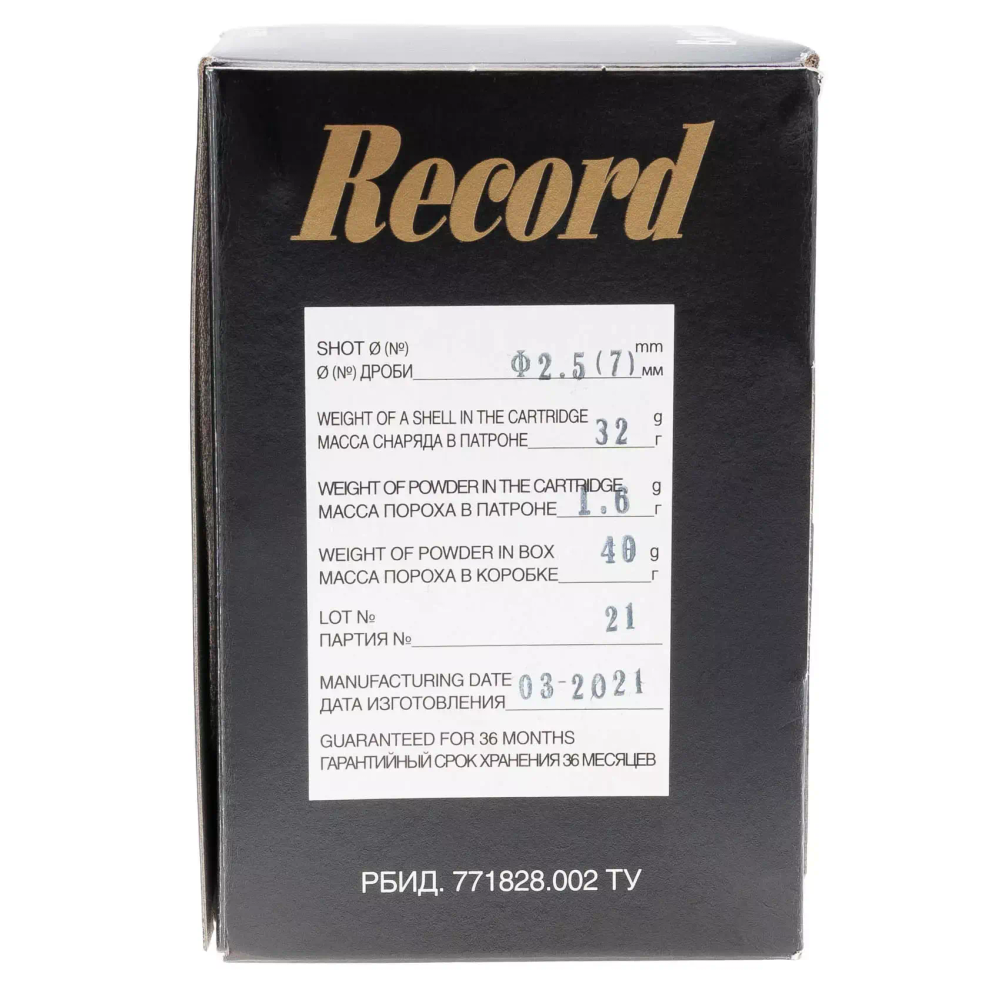 Record
SHOT Ø (№) mm
Ø (№) ДРОБИ Ф2.5(7) мм
WEIGHT OF A SHELL IN THE CARTRIDGE g
МАССА СНАРЯДА В ПАТРОНЕ 32 г
WEIGHT OF POWDER IN THE CARTRIDGE g
МАССА ПОРОХА В ПАТРОНЕ 1.6 г
WEIGHT OF POWDER IN BOX 40 g
МАССА ПОРОХА В КОРОБКЕ г
LOT № 21
ПАРТИЯ №
MANUFACTURING DATE 03-2021
ДАТА ИЗГОТОВЛЕНИЯ
GUARANTEED FOR 36 MONTHS
ГАРАНТИЙНЫЙ СРОК ХРАНЕНИЯ 36 МЕСЯЦЕВ
РБИД. 771828.002 ТУ